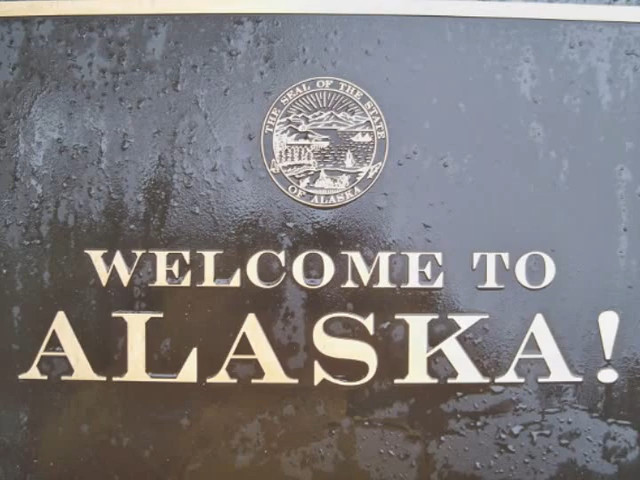 THE SEAL OF THE STATE
OF ALASKA
WELCOME TO
ALASKA!